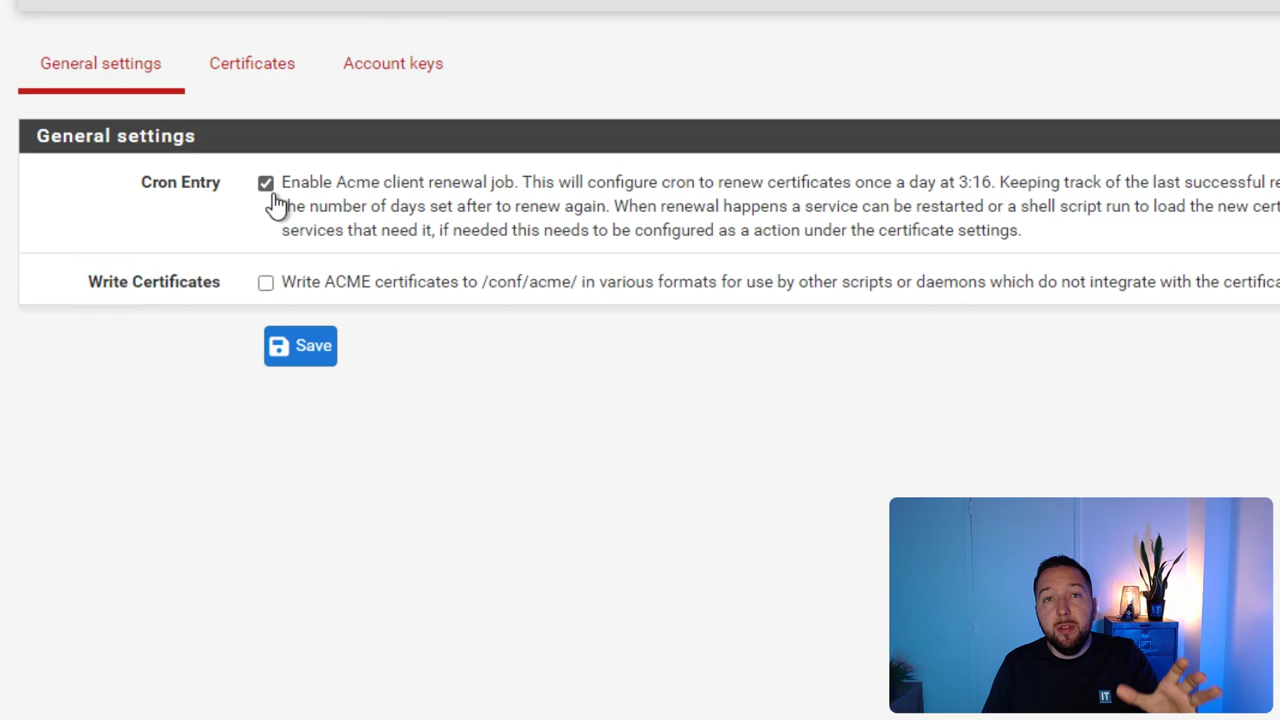 General settings
Certificates
Account keys
General settings
Cron Entry
Enable Acme client renewal job. This will configure cron to renew certificates once a day at 3:16. Keeping track of the last successful
the number of days set after to renew again. When renewal happens a service can be restarted or a shell script run to load the new
services that need it, if needed this needs to be configured as a action under the certificate settings.
Write Certificates
Write ACME certificates to /conf/acme/ in various formats for use by other scripts or daemons which do not integrate with the
Save
IT